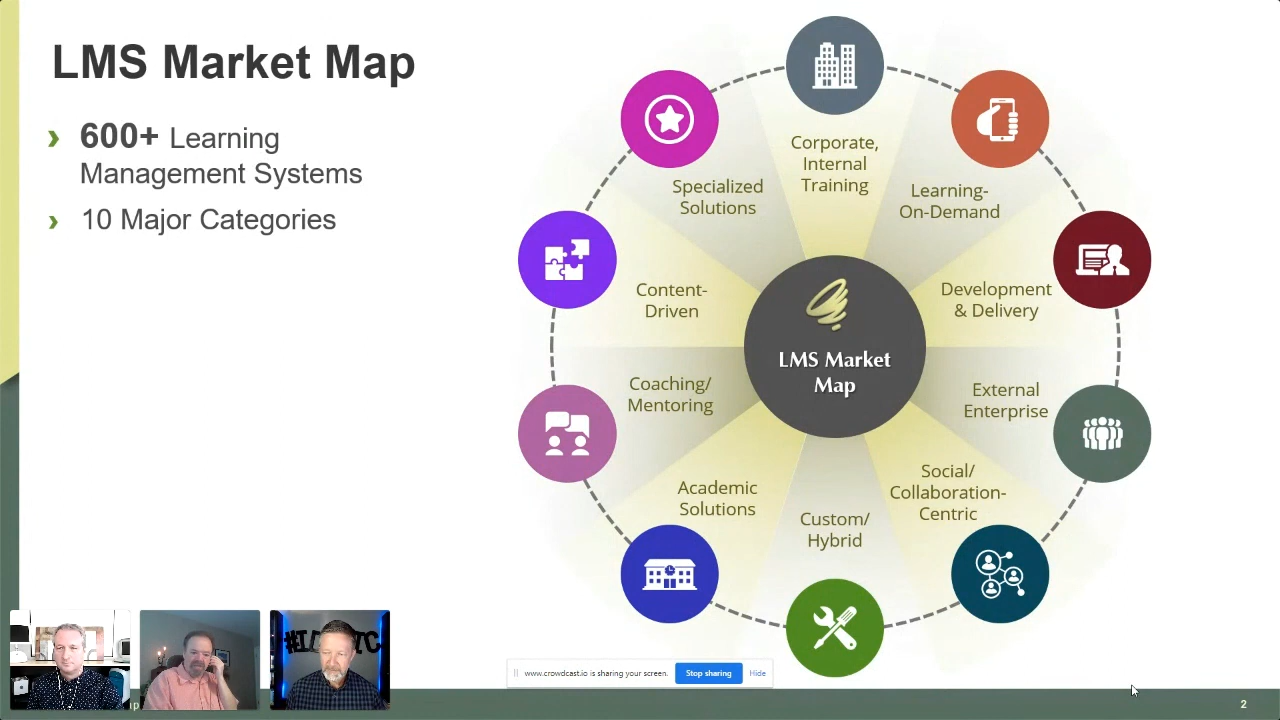 LMS Market Map
› 600+ Learning
Management Systems
› 10 Major Categories
Corporate,
Internal
Training
Learning-
On-Demand
Development
& Delivery
External
Enterprise
Social/
Collaboration-
Centric
Custom/
Hybrid
Academic
Solutions
Coaching/
Mentoring
Content-
Driven
Specialized
Solutions
LMS Market
Map
www.crowdcast.io is sharing your screen.
Stop sharing
Hide
2